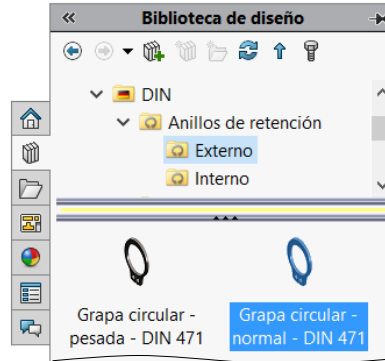 Biblioteca de diseño
DIN
Anillos de retención
Externo
Interno
Grapa circular -
pesada - DIN 471
Grapa circular -
normal - DIN 471